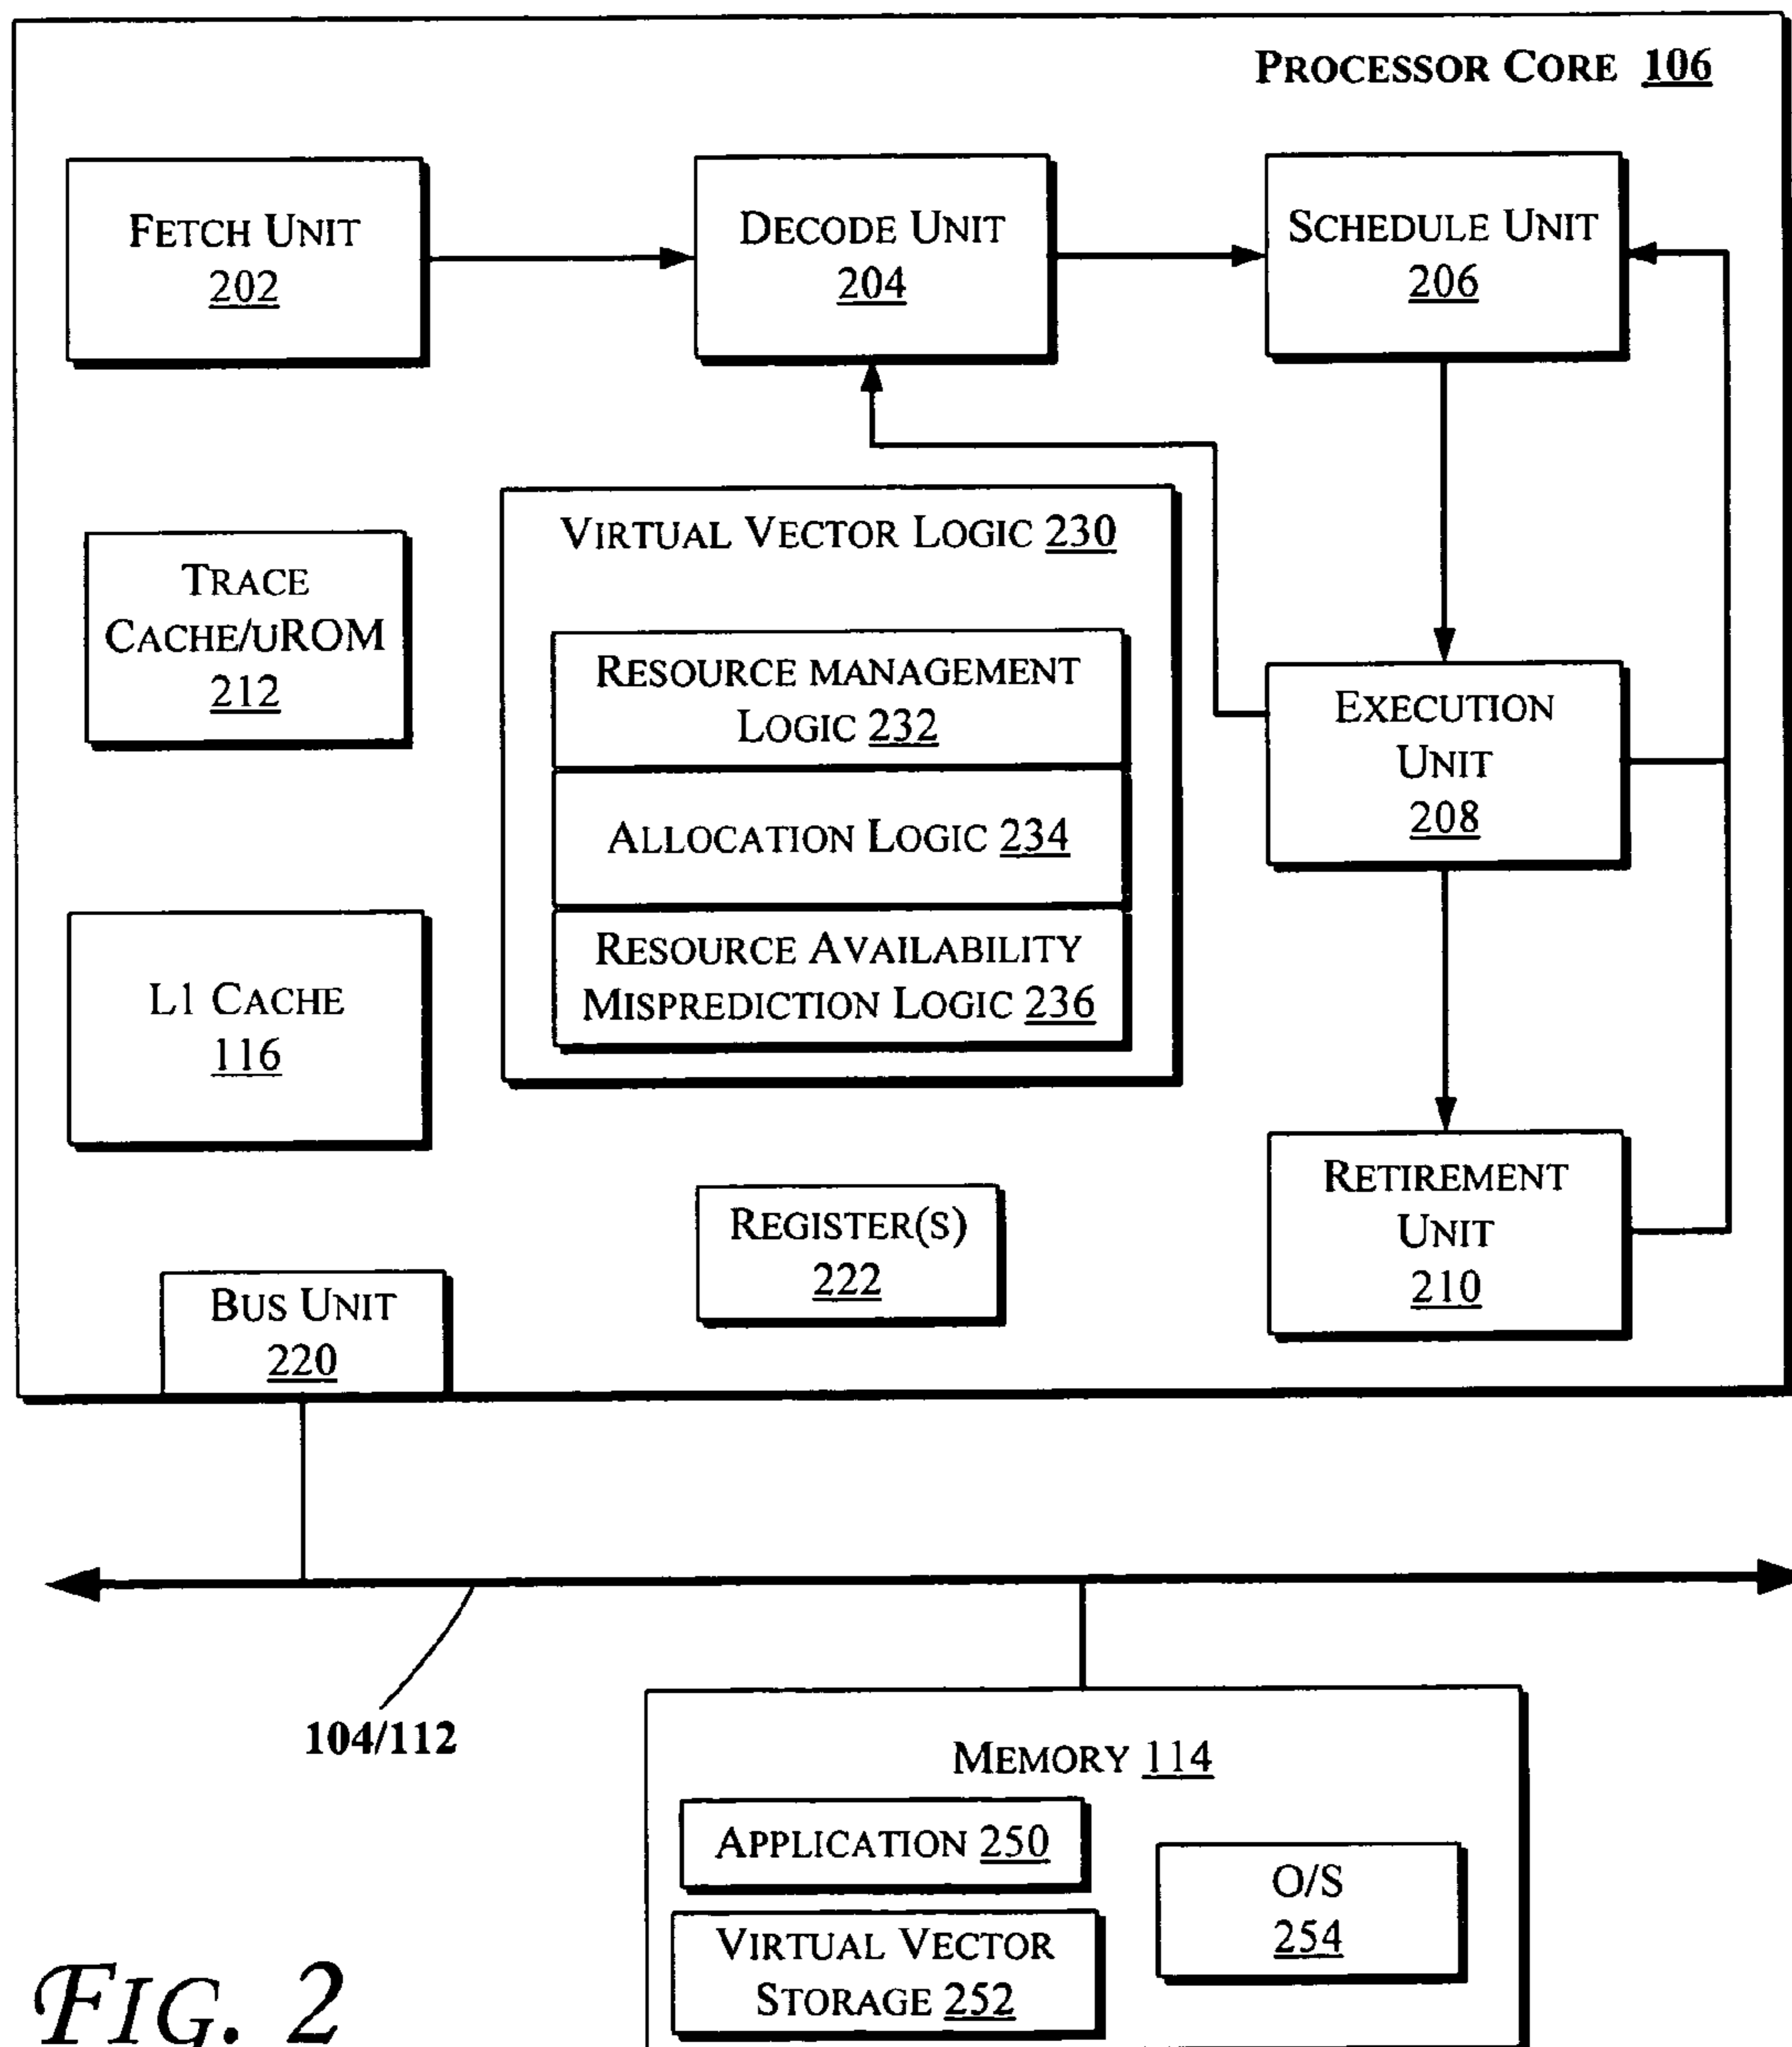 PROCESSOR CORE 106
FETCH UNIT
202
DECODE UNIT
204
SCHEDULE UNIT
206
VIRTUAL VECTOR LOGIC 230
TRACE
CACHE/UROM
212
RESOURCE MANAGEMENT
LOGIC 232
EXECUTION
UNIT
208
ALLOCATION LOGIC 234
RESOURCE AVAILABILITY
MISPREDICTION LOGIC 236
L1 CACHE
116
RETIREMENT
UNIT
210
REGISTER(S)
222
BUS UNIT
220
104/112
MEMORY 114
APPLICATION 250
O/S
254
VIRTUAL VECTOR
STORAGE 252
FIG. 2